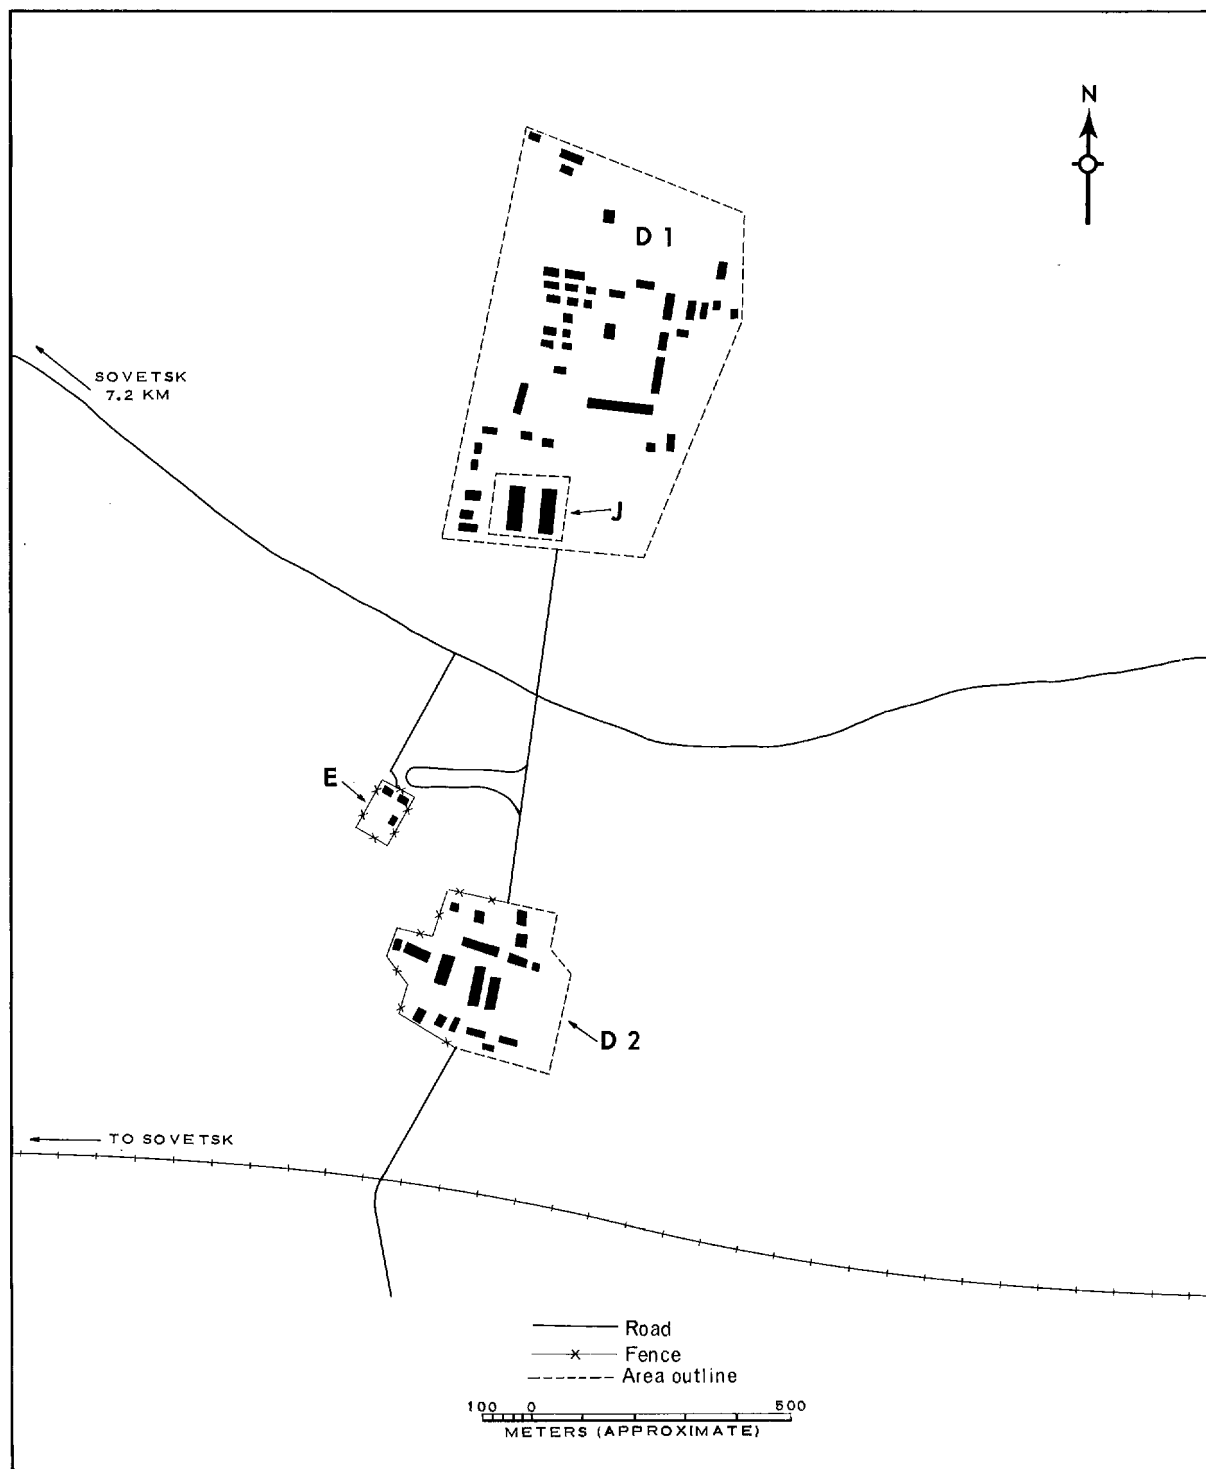 N
D 1
SOVETSK
7.2 KM
J
E
D 2
TO SOVETSK
Road
Fence
Area outline
100 0 500
METERS (APPROXIMATE)